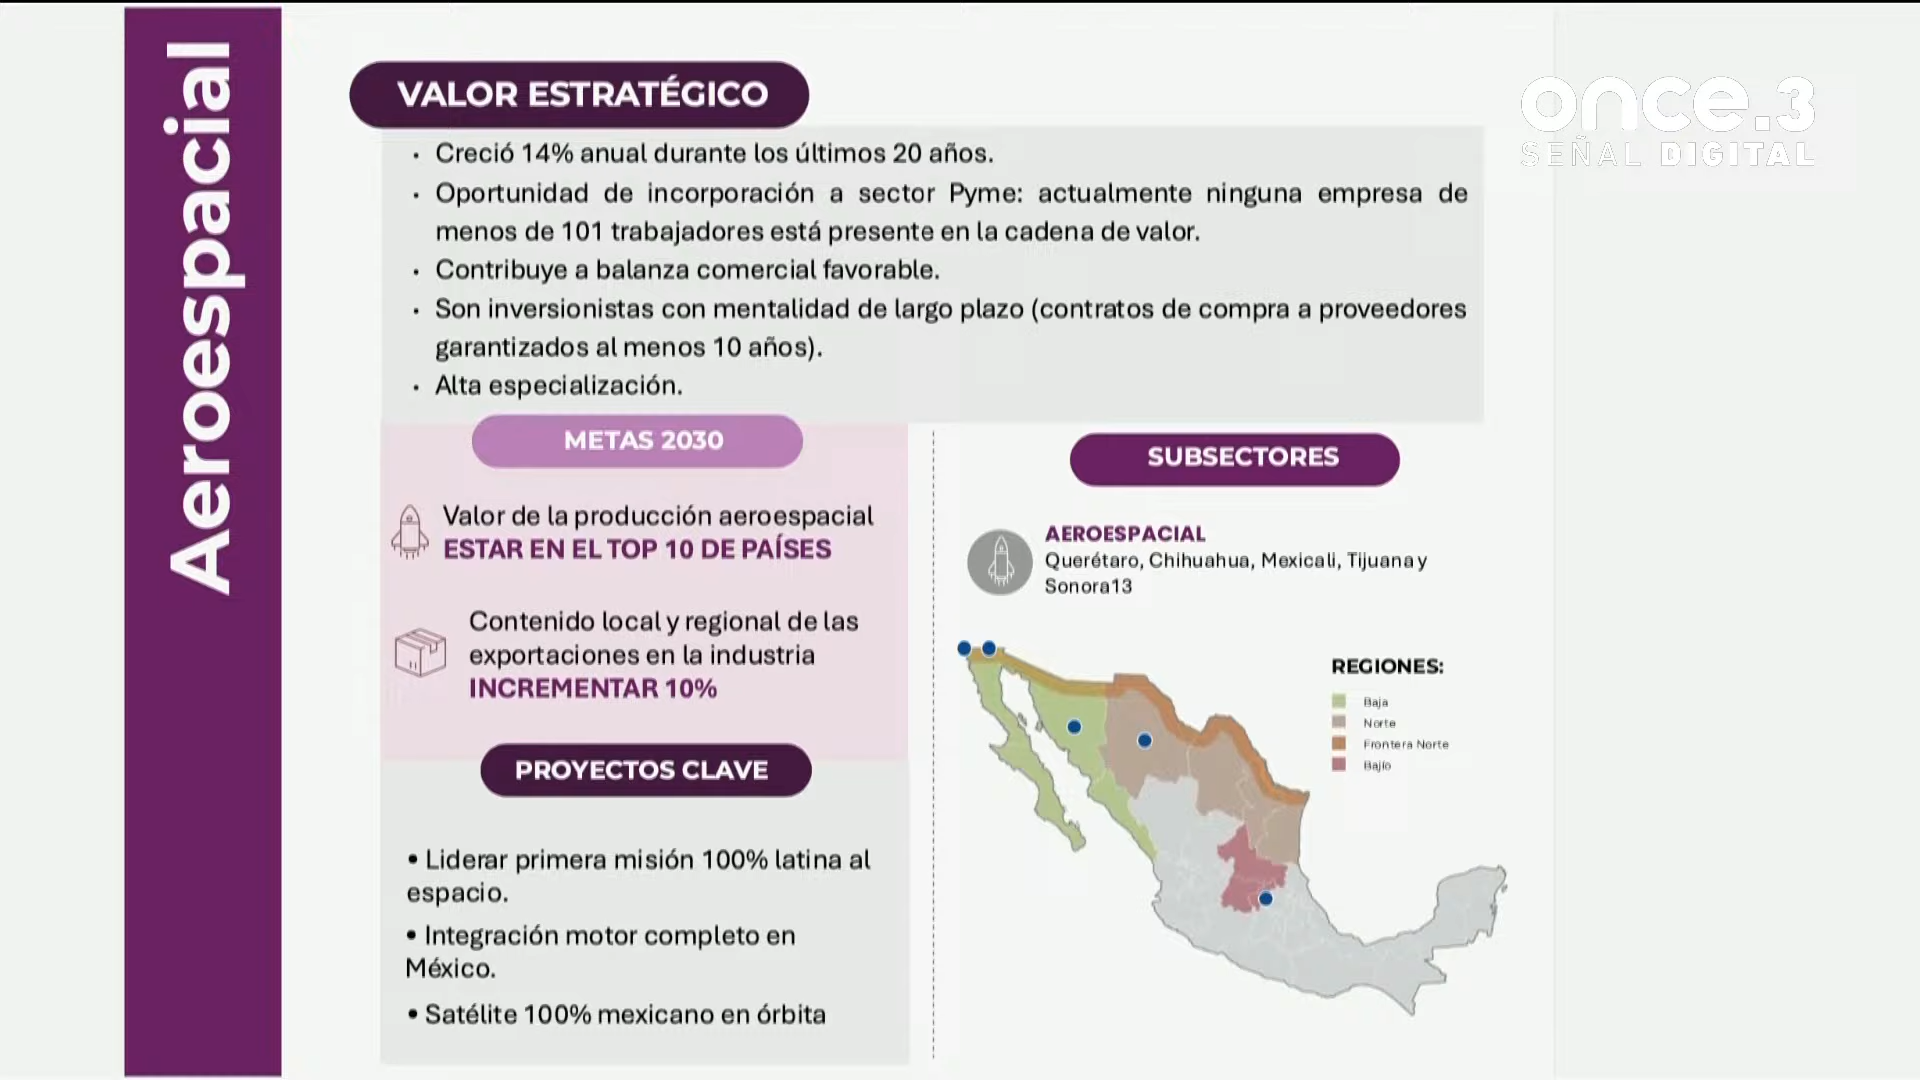 Aeroespacial
VALOR ESTRATÉGICO
• Creció 14% anual durante los últimos 20 años.
• Oportunidad de incorporación a sector Pyme: actualmente ninguna empresa de
menos de 101 trabajadores está presente en la cadena de valor.
• Contribuye a balanza comercial favorable.
• Son inversionistas con mentalidad de largo plazo (contratos de compra a proveedores
garantizados al menos 10 años).
• Alta especialización.
once.3
SEÑAL DIGITAL
METAS 2030
Valor de la producción aeroespacial
ESTAR EN EL TOP 10 DE PAÍSES
Contenido local y regional de las
exportaciones en la industria
INCREMENTAR 10%
PROYECTOS CLAVE
• Liderar primera misión 100% latina al
espacio.
• Integración motor completo en
México.
• Satélite 100% mexicano en órbita
SUBSECTORES
AEROESPACIAL
Querétaro, Chihuahua, Mexicali, Tijuana y
Sonora13
REGIONES:
Baja
Norte
Frontera Norte
Bajío